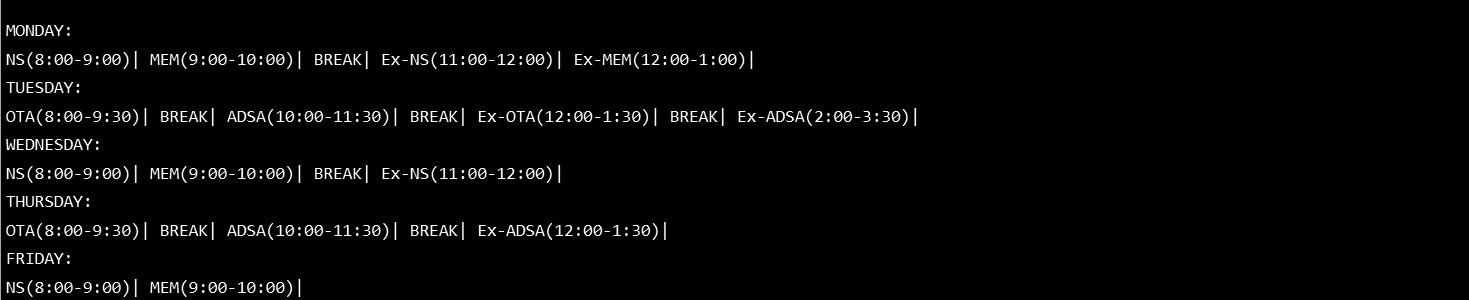 MONDAY:
NS(8:00-9:00)| MEM(9:00-10:00)| BREAK| Ex-NS(11:00-12:00)| Ex-MEM(12:00-1:00)|
TUESDAY:
OTA(8:00-9:30)| BREAK| ADSA(10:00-11:30)| BREAK| Ex-OTA(12:00-1:30)| BREAK| Ex-ADSA(2:00-3:30)|
WEDNESDAY:
NS(8:00-9:00)| MEM(9:00-10:00)| BREAK| Ex-NS(11:00-12:00)|
THURSDAY:
OTA(8:00-9:30)| BREAK| ADSA(10:00-11:30)| BREAK| Ex-ADSA(12:00-1:30)|
FRIDAY:
NS(8:00-9:00)| MEM(9:00-10:00)|